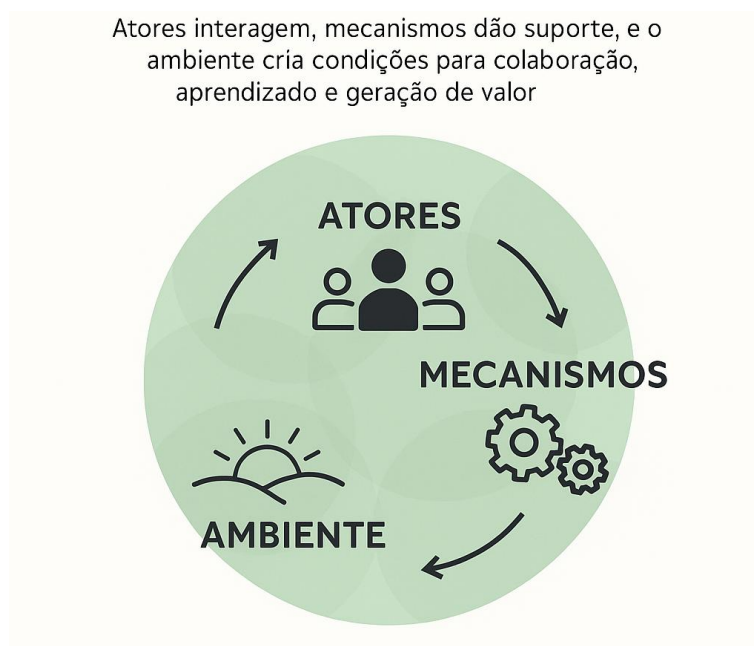 Atores interagem, mecanismos dão suporte, e o
ambiente cria condições para colaboração,
aprendizado e geração de valor
ATORES
MECANISMOS
AMBIENTE